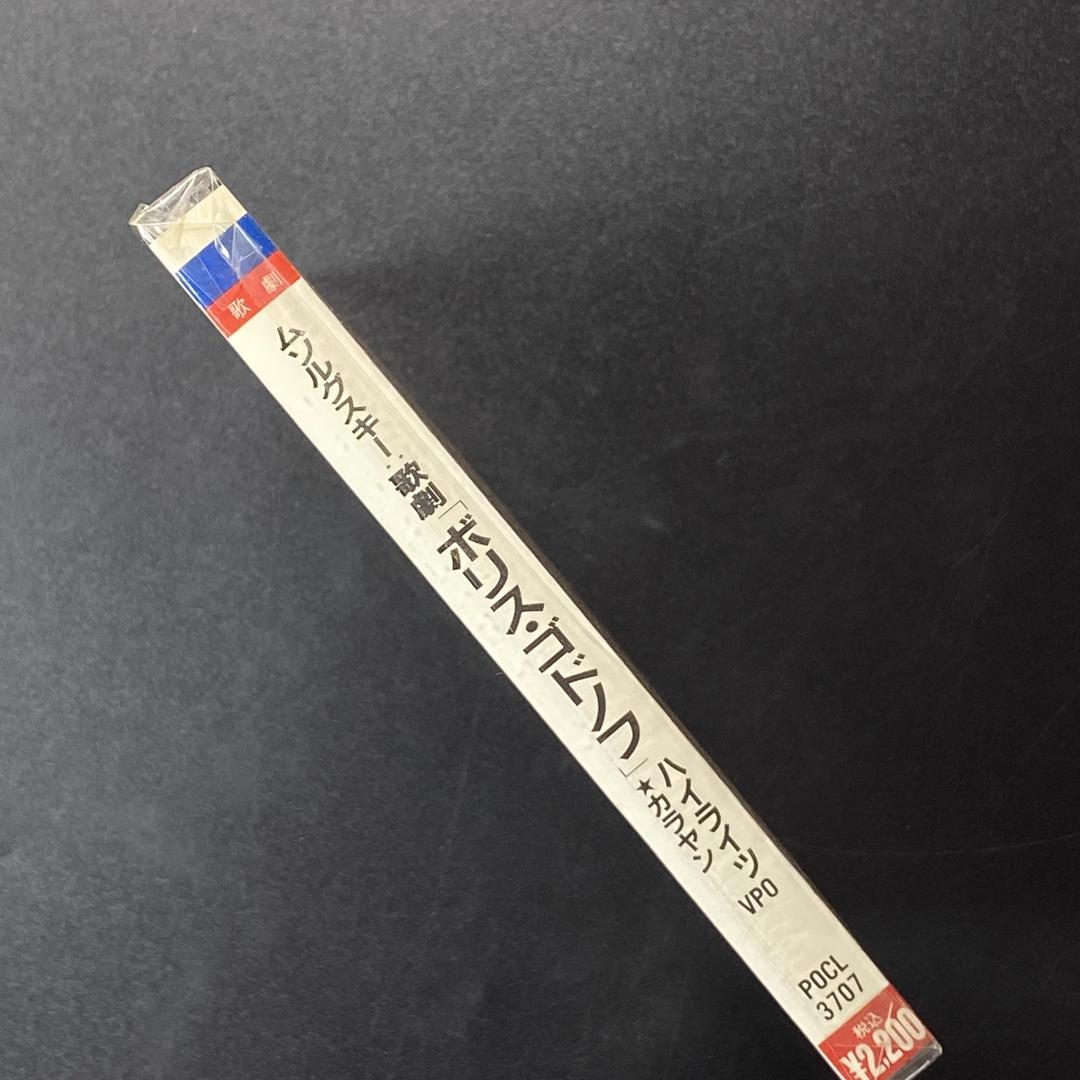 歌劇
ムソルグスキー:歌劇「ボリス・ゴドノフ」ハイライツ
★カラヤン
VPO
POCL
3707
税込
¥2,200